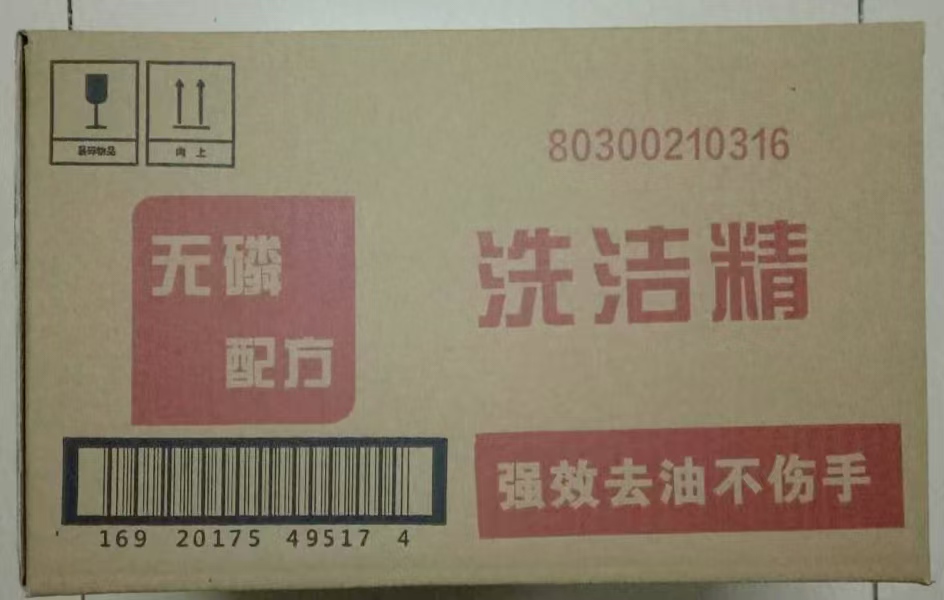 易碎物品
向上
80300210316
无磷
配方
洗洁精
强效去油不伤手
169 20175 49517 4